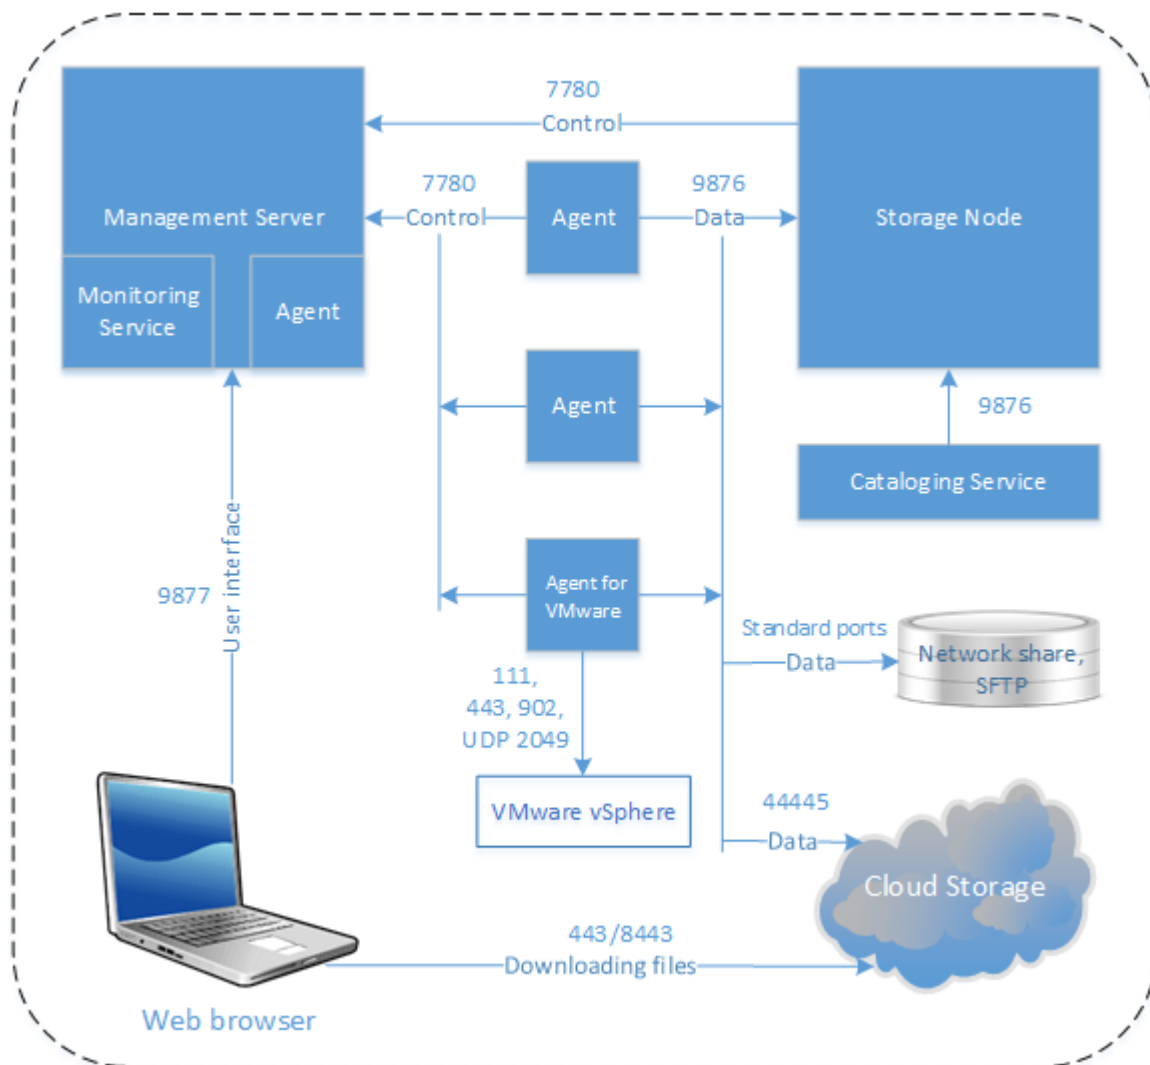 7780
Control
7780
Control
9876
Data
Management Server
Agent
Storage Node
Monitoring
Service
Agent
Agent
9876
Cataloging Service
9877
User interface
Agent for
VMware
Standard ports
Data
Network share,
SFTP
111,
443, 902,
UDP 2049
VMware vSphere
44445
Data
Cloud Storage
443/8443
Downloading files
Web browser